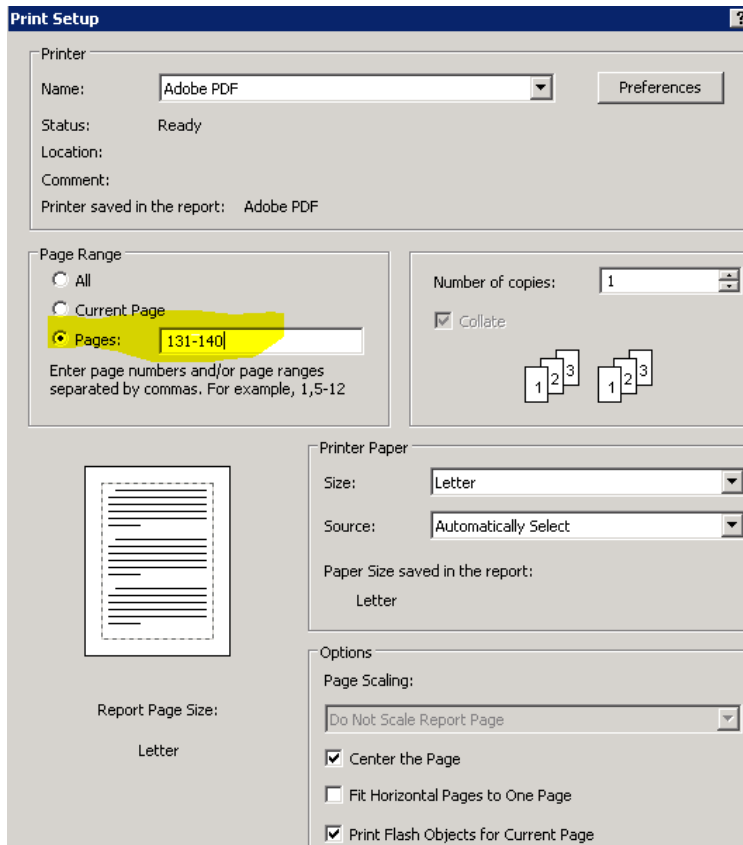 Print Setup
?
Printer
Name: Adobe PDF Preferences
Status: Ready
Location:
Comment:
Printer saved in the report: Adobe PDF
Page Range
All
Current Page
Pages: 131-140
Enter page numbers and/or page ranges
separated by commas. For example, 1,5-12
Number of copies: 1
Collate
1 2 3 1 2 3
Printer Paper
Size: Letter
Source: Automatically Select
Paper Size saved in the report:
Letter
Report Page Size:
Letter
Options
Page Scaling:
Do Not Scale Report Page
Center the Page
Fit Horizontal Pages to One Page
Print Flash Objects for Current Page